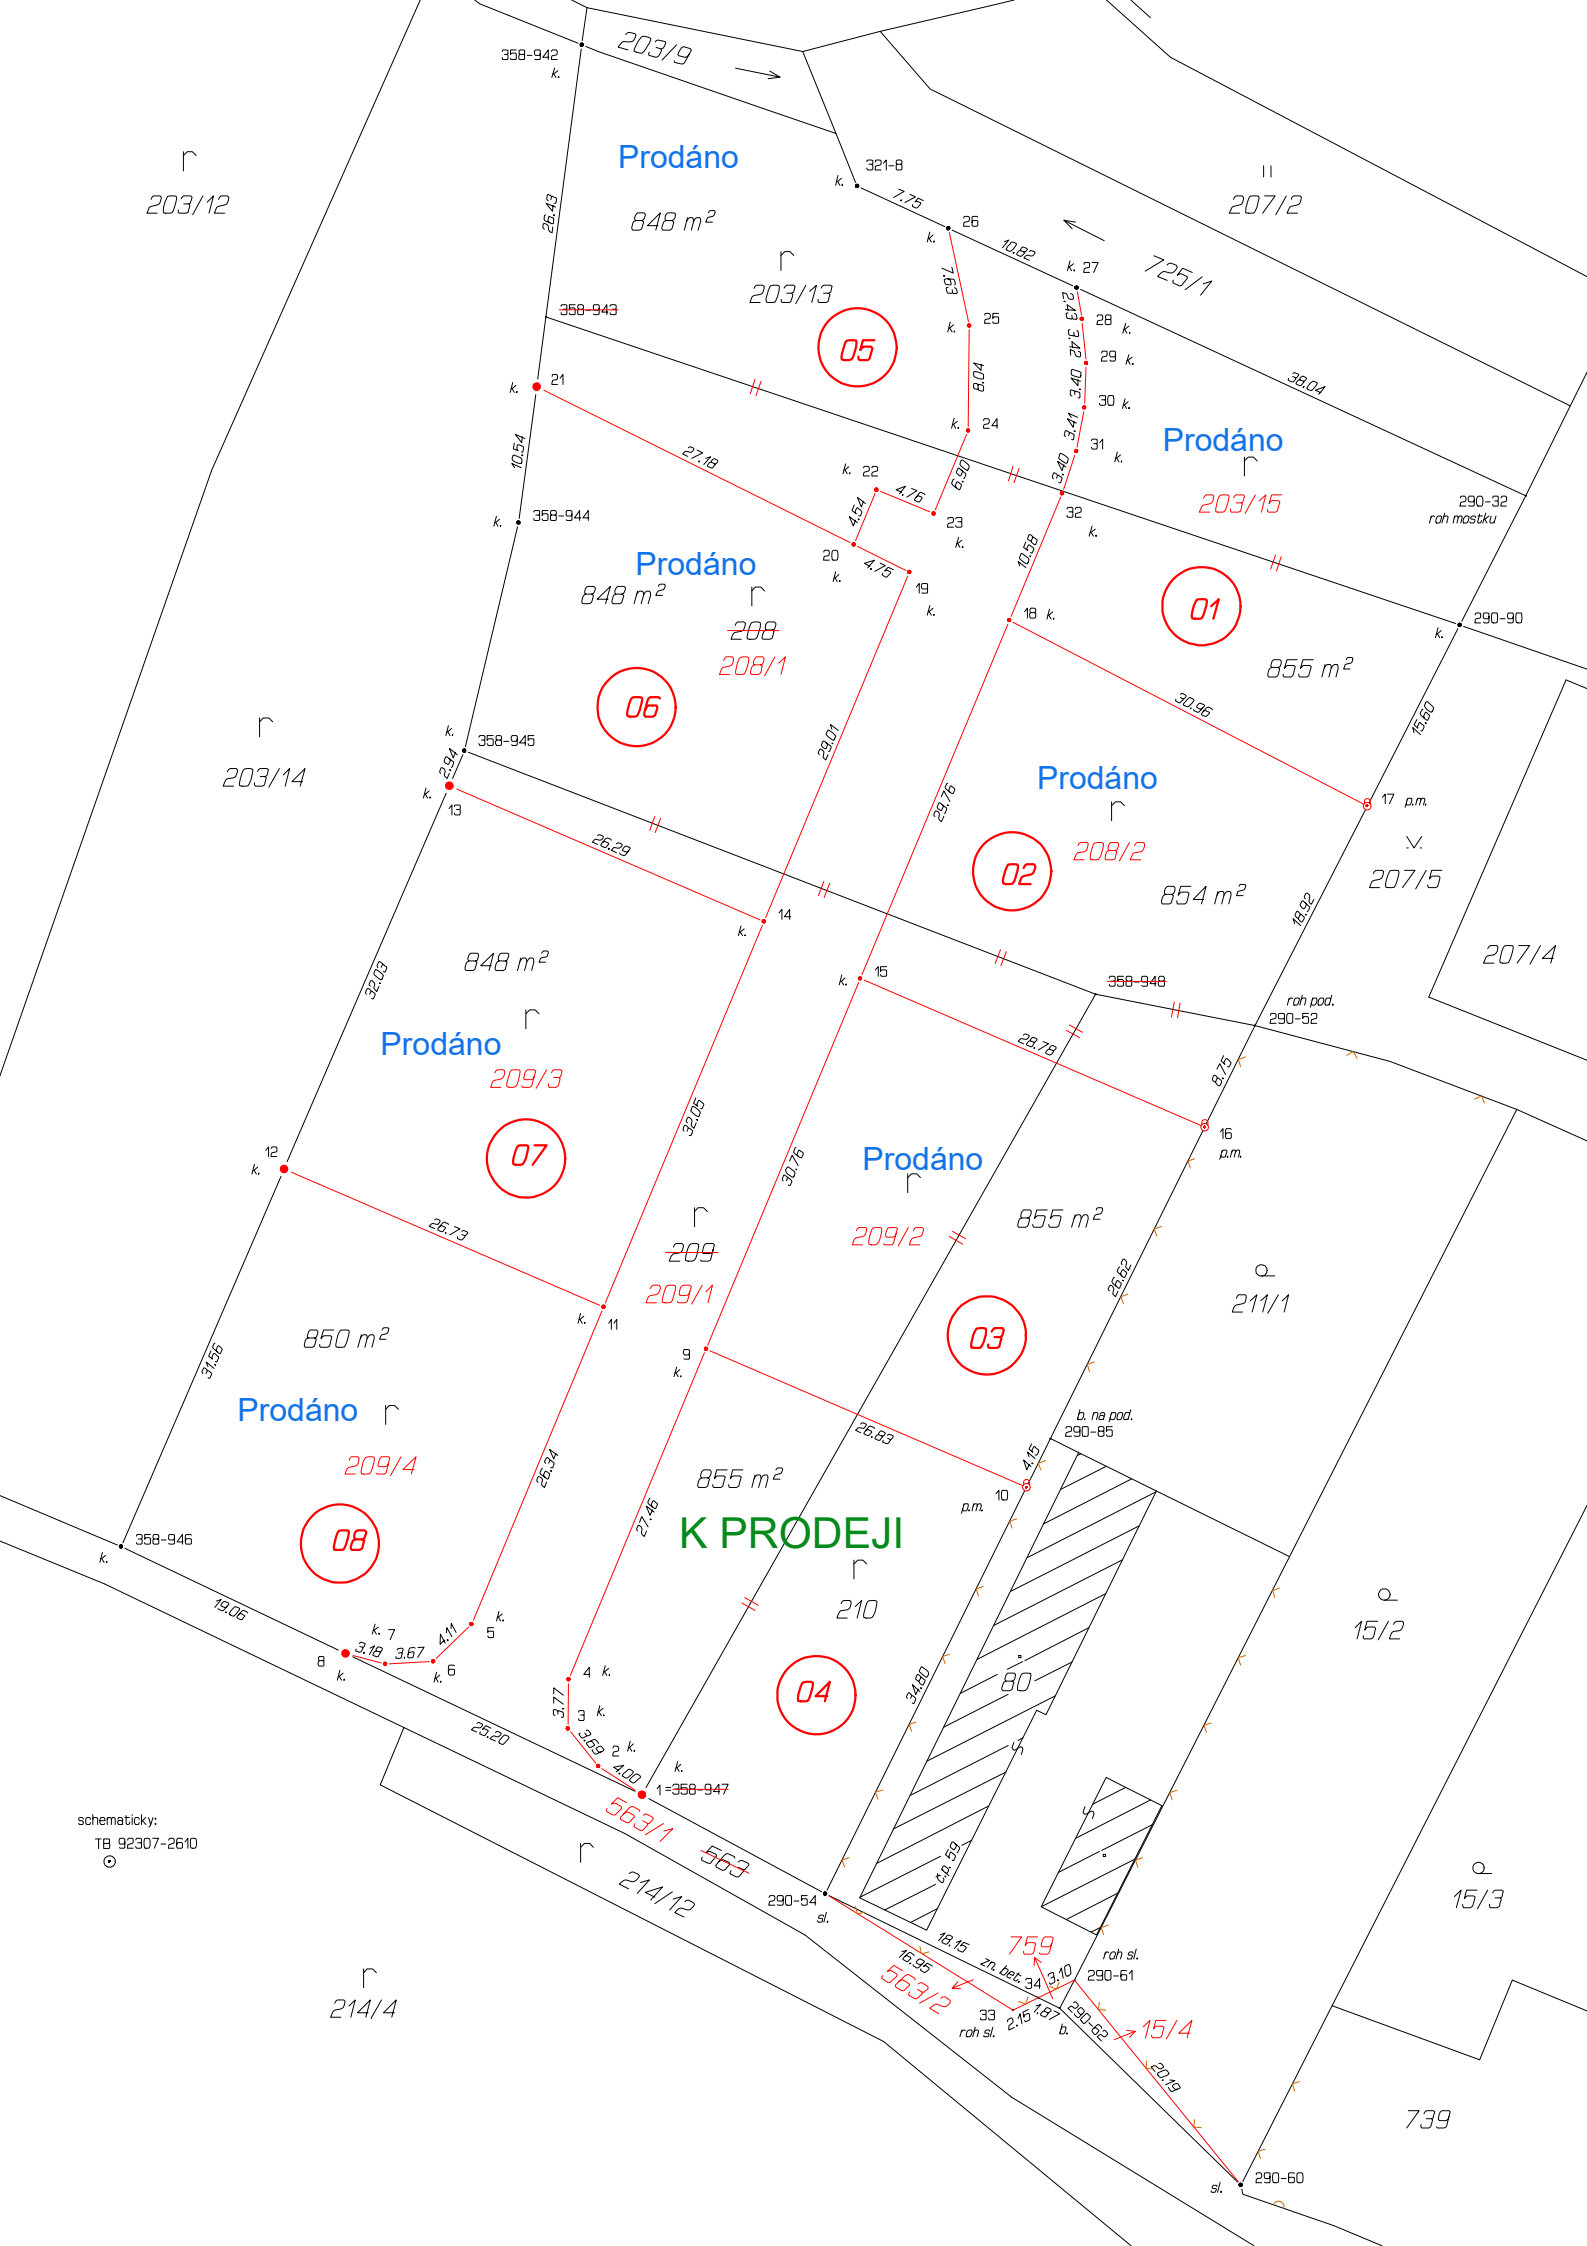 358-942
k.
203/9
r
203/12
Prodáno
848 m²
26.43
r
203/13
358-943
05
321-8
k.
7.75
26
k.
10.82
k. 27
725/1
207/2
7.63
25
k.
8.04
k. 24
6.90
2.43
28 k.
3.42
29 k.
3.40
30 k.
3.41
31 k.
3.40
32
k.
38.04
Prodáno
r
203/15
290-32
roh mostku
21
k.
10.54
27.18
k. 22
4.76
4.54
23
k.
20
k.
4.75
19
k.
k. 358-944
Prodáno
848 m²
r
208
208/1
06
10.58
18 k.
01
855 m²
290-90
k.
15.60
30.96
17 p.m.
k. 358-945
2.94
k.
13
29.01
29.76
Prodáno
r
208/2
02
854 m²
18.92
207/5
207/4
r
203/14
26.29
14
k.
15
k.
358-948
roh pod.
290-52
28.78
8.75
16
p.m.
848 m²
32.03
r
Prodáno
209/3
07
32.05
30.76
12
k.
26.73
r
209
209/1
Prodáno
r
209/2
855 m²
03
26.62
211/1
11
k.
9
k.
26.83
b. na pod.
290-85
4.15
10
p.m.
850 m²
31.56
Prodáno r
209/4
08
26.34
27.46
855 m²
K PRODEJI
r
210
04
34.80
80
15/2
358-946
k.
19.06
k. 7
8
k.
3.18
3.67
k. 6
4.11
5
k.
25.20
4 k.
3.77
3 k.
3.69
2 k.
4.00
k.
1=358-947
563/1
563
r
214/12
schematicky:
TB 92307-2610
r
214/4
290-54
sl.
č.p. 59
18.15
16.95
zn. bet.
563/2
759
34
3.10
roh sl.
290-61
33
roh sl.
2.15
1.87
b.
290-62
15/4
20.19
15/3
739
290-60
sl.